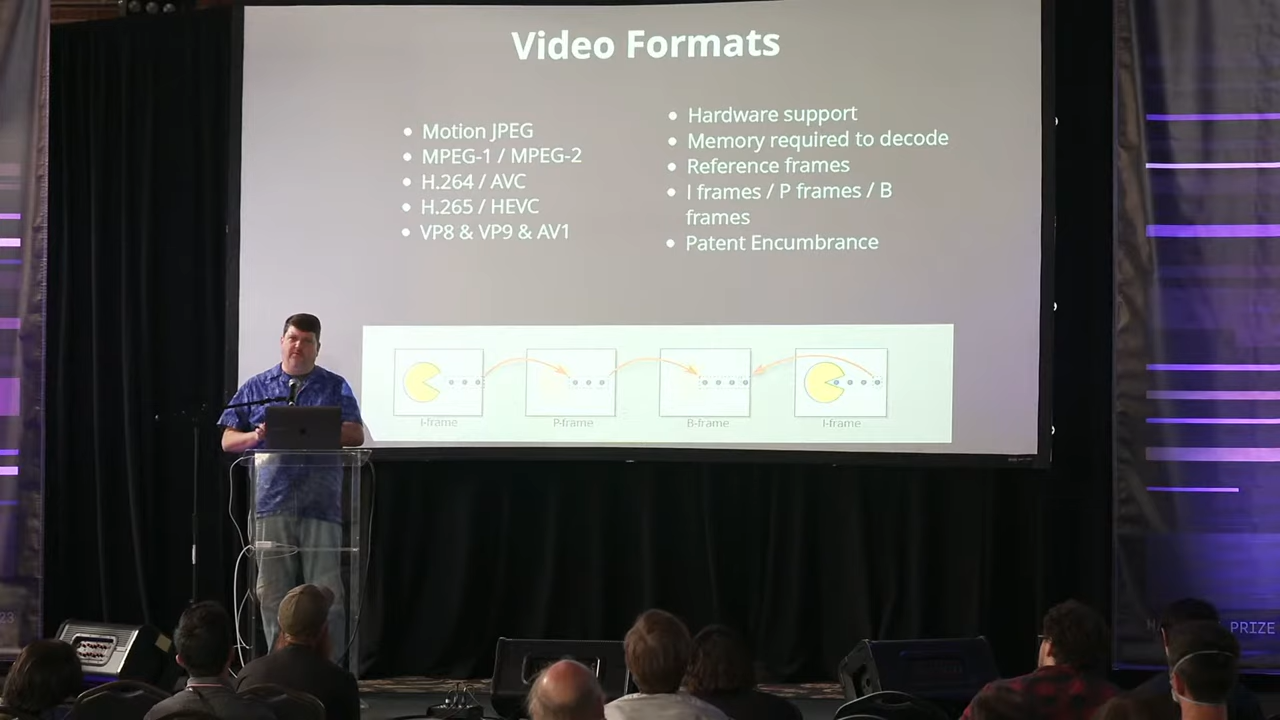 Video Formats
• Motion JPEG
• MPEG-1 / MPEG-2
• H.264 / AVC
• H.265 / HEVC
• VP8 & VP9 & AV1
• Hardware support
• Memory required to decode
• Reference frames
• I frames / P frames / B
frames
• Patent Encumbrance
I-frame
P-frame
B-frame
I-frame
23
PRIZE